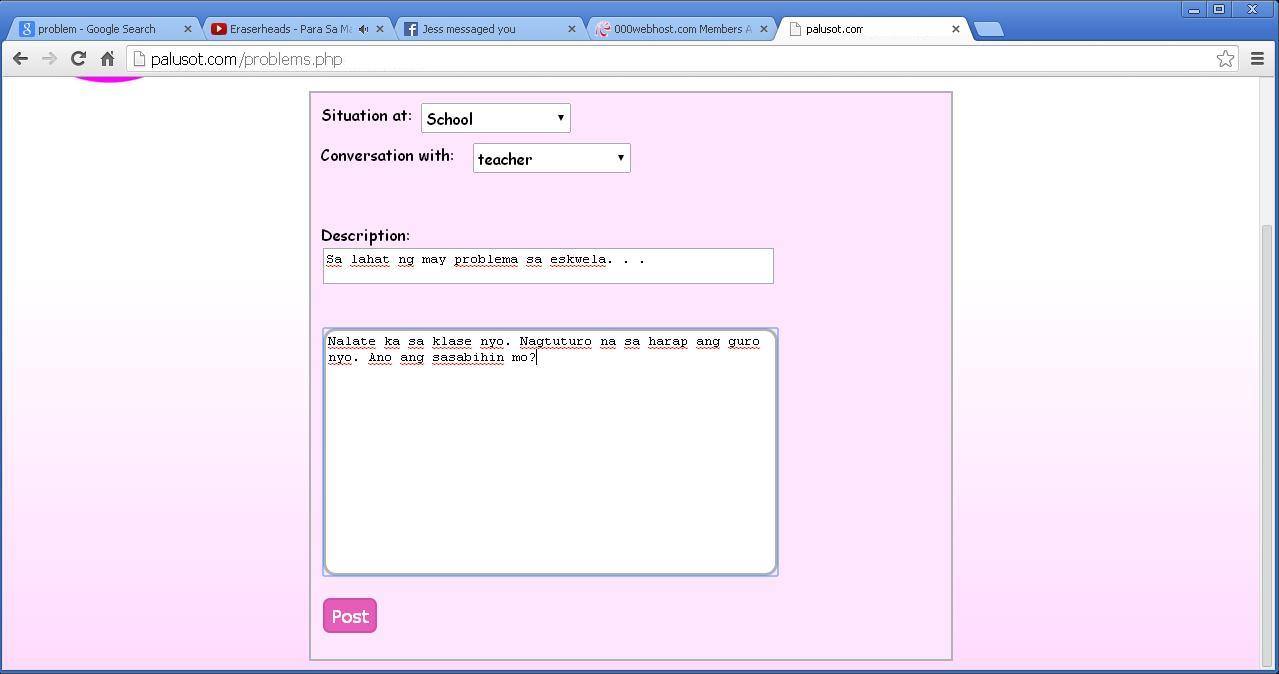 problem - Google Search
Eraserheads - Para Sa Ma
Jess messaged you
000webhost.com Members A
palusot.com
palusot.com/problems.php
Situation at: School
Conversation with: teacher
Description:
Sa lahat ng may problema sa eskwela. . .
Nalate ka sa klase nyo. Nagtuturo na sa harap ang guro
nyo. Ano ang sasabihin mo?
Post